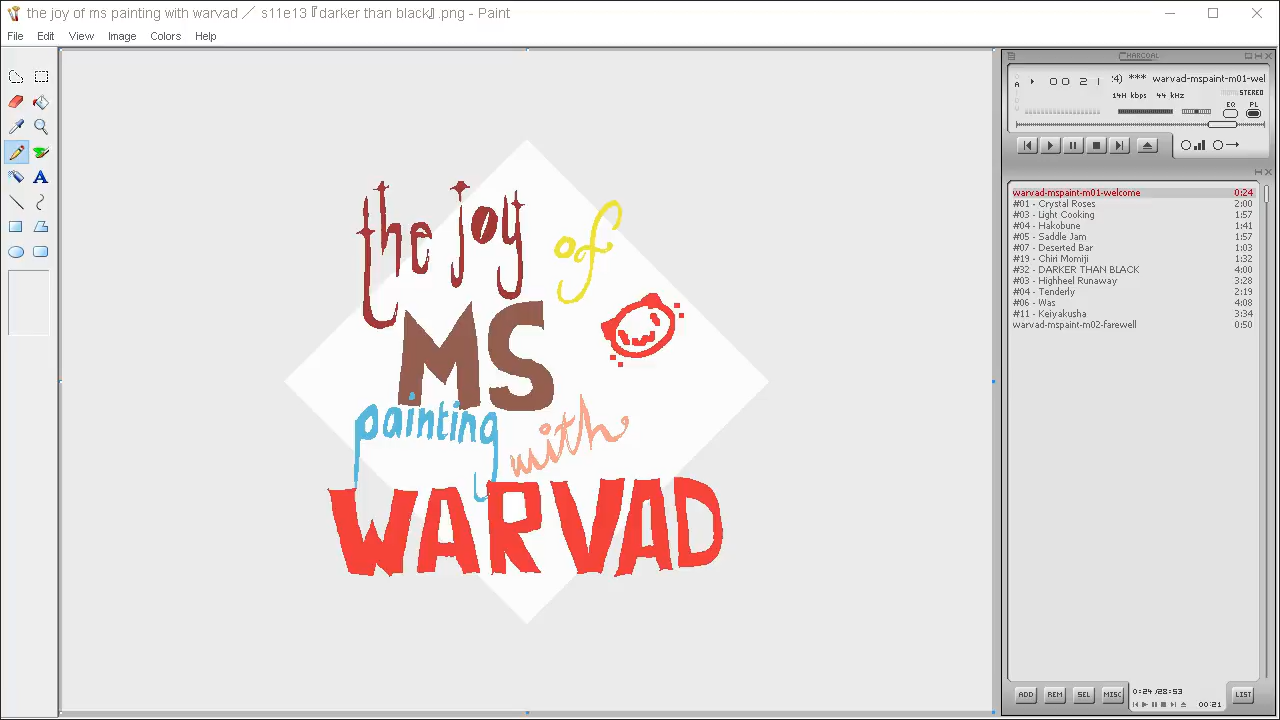 the joy of ms painting with warvad ／ s11e13『darker than black』.png - Paint
File Edit View Image Colors Help
the joy of
MS
painting with
WARVAD
CHARCOAL
00 21
:4) *** warvad-mspaint-m01-wel
44 kHz
STEREO
EQ PL
warvad-mspaint-m01-welcome 0:24
#01 - Crystal Roses 2:00
#03 - Light Cooking 1:57
#04 - Hakobune 1:41
#05 - Saddle Jam 1:57
#07 - Deserted Bar 1:03
#19 - Chiri Momiji 1:32
#32 - DARKER THAN BLACK 4:00
#03 - Highheel Runaway 3:28
#04 - Tenderly 2:19
#06 - Was 4:08
#11 - Keiyakusha 3:34
warvad-mspaint-m02-farewell 0:50
ADD REM SEL MISC 0:24/28:53 LIST
00:21